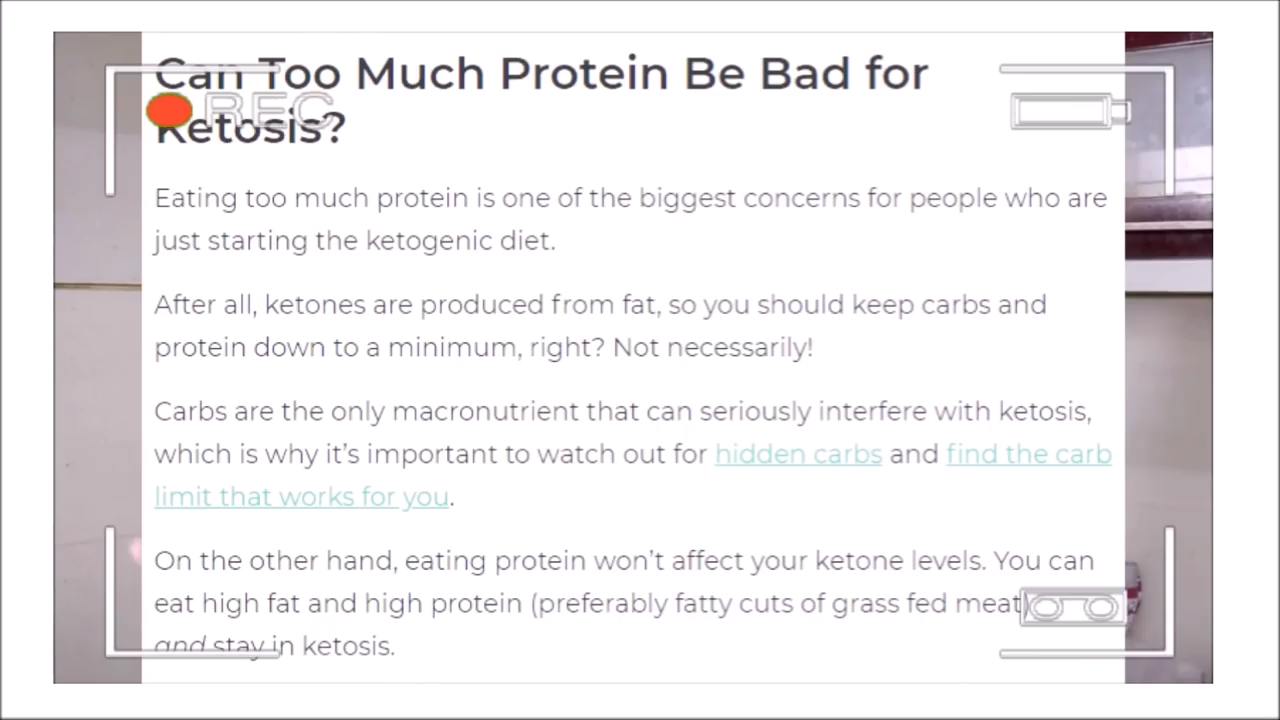 Can Too Much Protein Be Bad for
REC
Ketosis?
Eating too much protein is one of the biggest concerns for people who are
just starting the ketogenic diet.
After all, ketones are produced from fat, so you should keep carbs and
protein down to a minimum, right? Not necessarily!
Carbs are the only macronutrient that can seriously interfere with ketosis,
which is why it’s important to watch out for hidden carbs and find the carb
limit that works for you.
On the other hand, eating protein won’t affect your ketone levels. You can
eat high fat and high protein (preferably fatty cuts of grass fed meat)
and stay in ketosis.